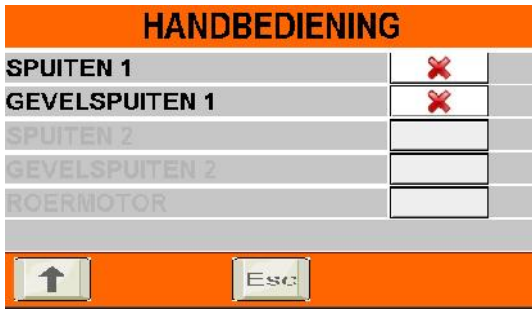 HANDBEDIENING
SPUITEN 1
GEVELSPUITEN 1
SPUITEN 2
GEVELSPUITEN 2
ROERMOTOR
Esc